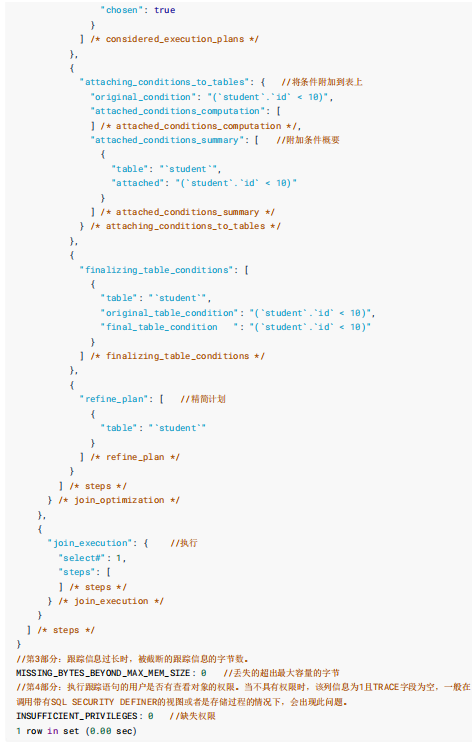 "chosen": true
}
] /* considered_execution_plans */
},
{
"attaching_conditions_to_tables": {   //将条件附加到表上
"original_condition": "(`student`.`id` < 10)",
"attached_conditions_computation": [
] /* attached_conditions_computation */,
"attached_conditions_summary": [   //附加条件概要
{
"table": "`student`",
"attached": "(`student`.`id` < 10)"
}
] /* attached_conditions_summary */
} /* attaching_conditions_to_tables */
},
{
"finalizing_table_conditions": [
{
"table": "`student`",
"original_table_condition": "(`student`.`id` < 10)",
"final_table_condition   ": "(`student`.`id` < 10)"
}
] /* finalizing_table_conditions */
},
{
"refine_plan": [   //精简计划
{
"table": "`student`"
}
] /* refine_plan */
}
] /* steps */
} /* join_optimization */
},
{
"join_execution": {    //执行
"select#": 1,
"steps": [
] /* steps */
} /* join_execution */
}
] /* steps */
}
//第3部分：跟踪信息过长时，被截断的跟踪信息的字节数。
MISSING_BYTES_BEYOND_MAX_MEM_SIZE: 0   //丢失的超出最大容量的字节
//第4部分：执行跟踪语句的用户是否有查看对象的权限。当不具有权限时，该列信息为1且TRACE字段为空，一般在
调用带有SQL SECURITY DEFINER的视图或者是存储过程的情况下，会出现此问题。
INSUFFICIENT_PRIVILEGES: 0   //缺失权限
1 row in set (0.00 sec)